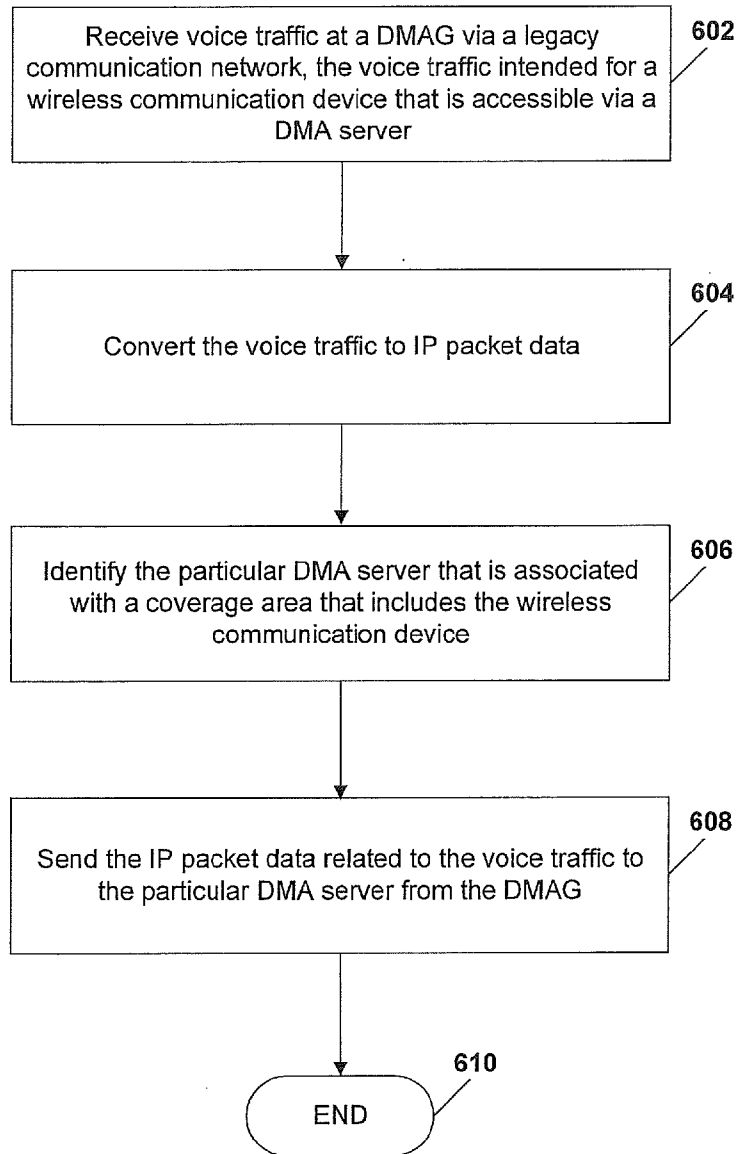 Receive voice traffic at a DMAG via a legacy
communication network, the voice traffic intended for a
wireless communication device that is accessible via a
DMA server
602
Convert the voice traffic to IP packet data
604
Identify the particular DMA server that is associated
with a coverage area that includes the wireless
communication device
606
Send the IP packet data related to the voice traffic to
the particular DMA server from the DMAG
608
END
610